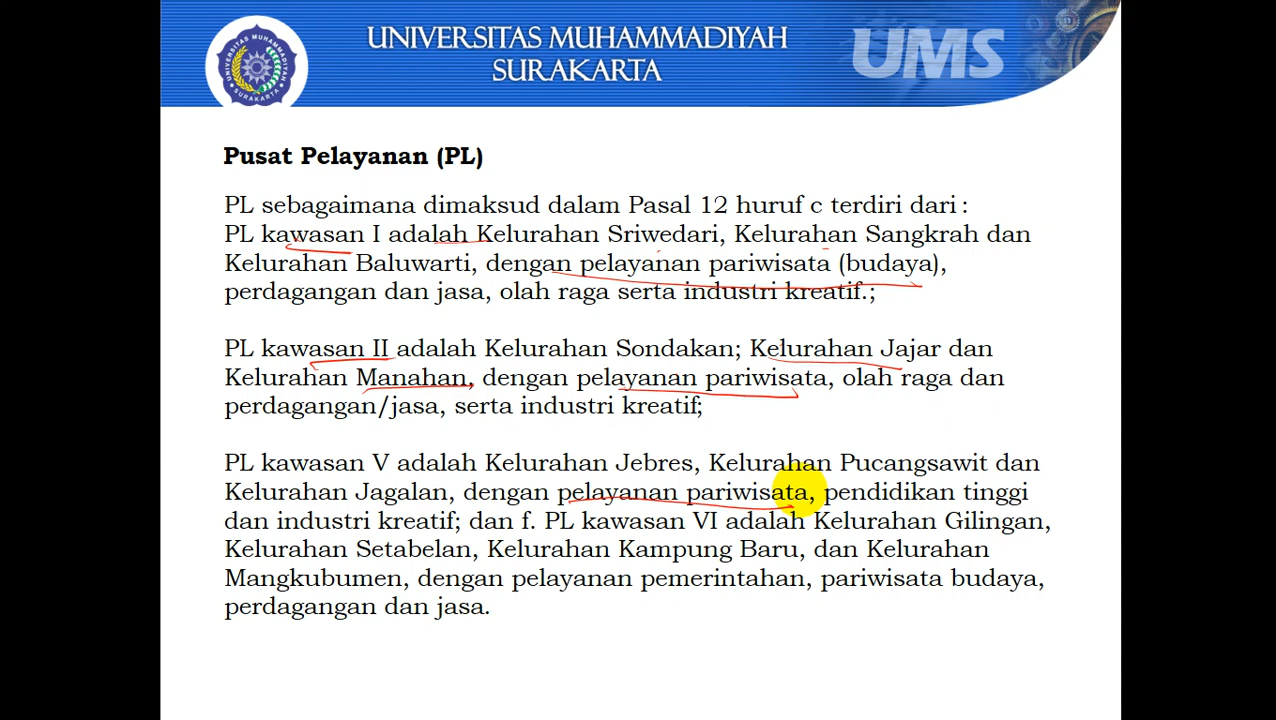 UNIVERSITAS MUHAMMADIYAH
SURAKARTA
UMS
UNIVERSITAS MUHAMMADIYAH
SURAKARTA
Pusat Pelayanan (PL)
PL sebagaimana dimaksud dalam Pasal 12 huruf c terdiri dari :
PL kawasan I adalah Kelurahan Sriwedari, Kelurahan Sangkrah dan
Kelurahan Baluwarti, dengan pelayanan pariwisata (budaya),
perdagangan dan jasa, olah raga serta industri kreatif.;
PL kawasan II adalah Kelurahan Sondakan; Kelurahan Jajar dan
Kelurahan Manahan, dengan pelayanan pariwisata, olah raga dan
perdagangan/jasa, serta industri kreatif;
PL kawasan V adalah Kelurahan Jebres, Kelurahan Pucangsawit dan
Kelurahan Jagalan, dengan pelayanan pariwisata, pendidikan tinggi
dan industri kreatif; dan f. PL kawasan VI adalah Kelurahan Gilingan,
Kelurahan Setabelan, Kelurahan Kampung Baru, dan Kelurahan
Mangkubumen, dengan pelayanan pemerintahan, pariwisata budaya,
perdagangan dan jasa.